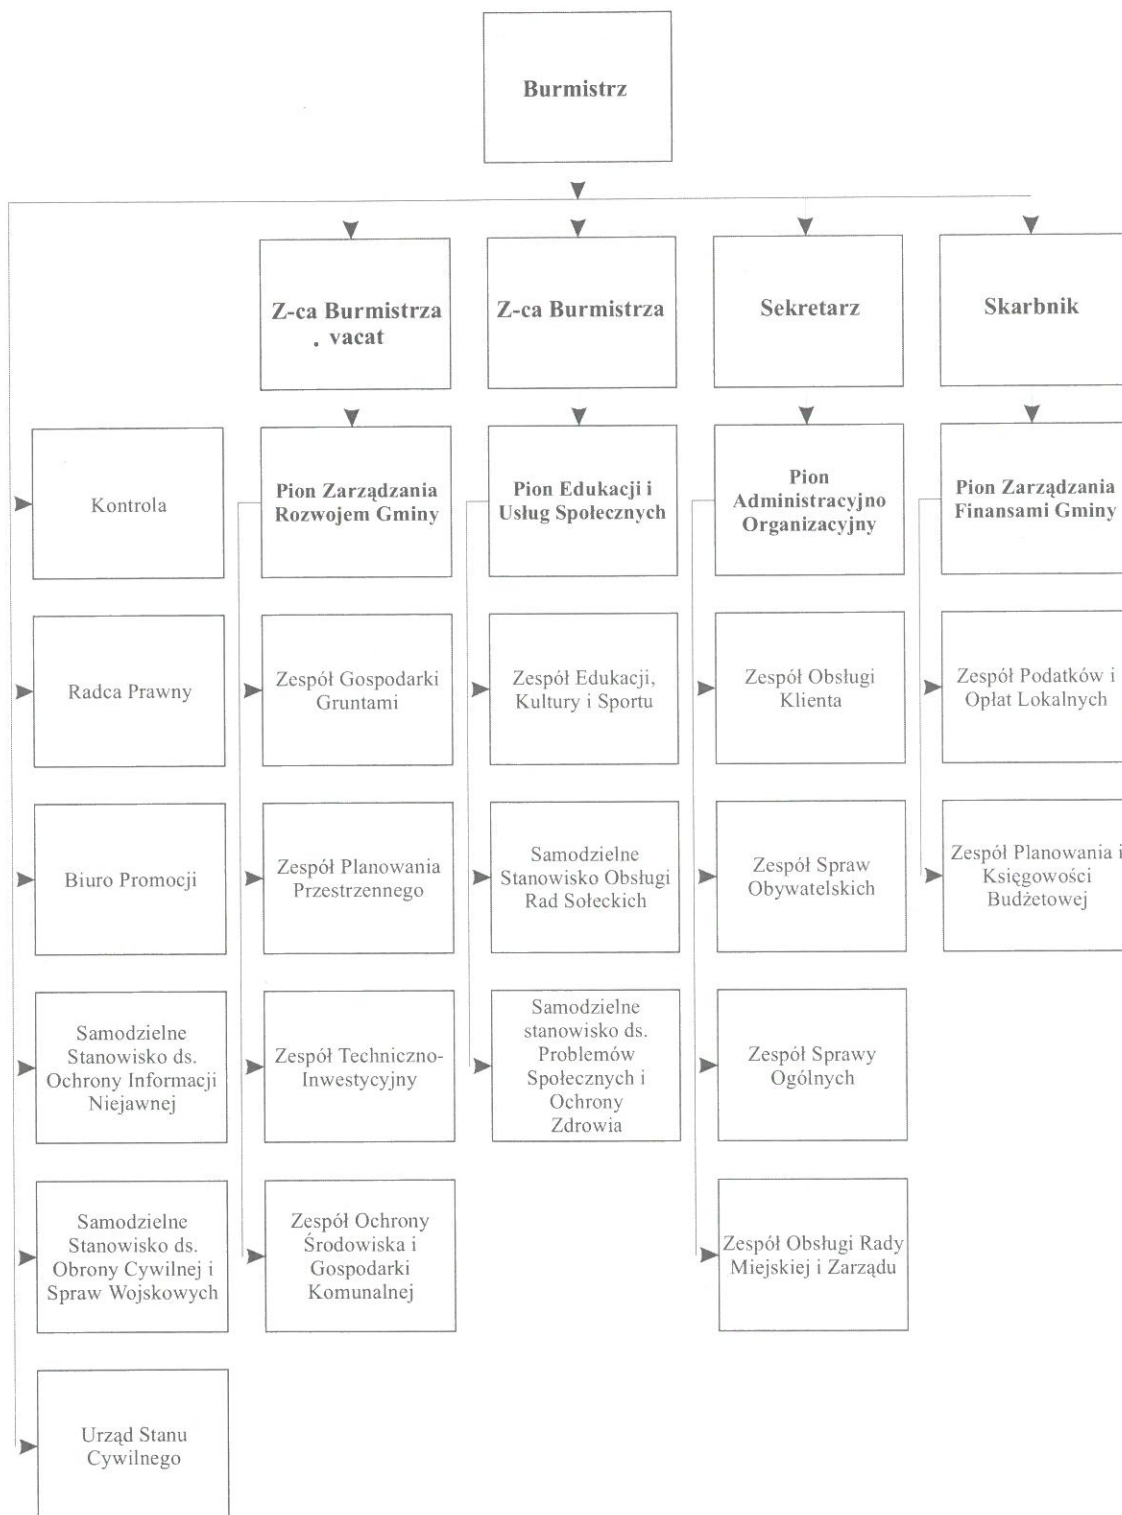 Burmistrz
Z-ca Burmistrza
. vacat
Z-ca Burmistrza
Sekretarz
Skarbnik
Kontrola
Pion Zarządzania
Rozwojem Gminy
Pion Edukacji i
Usług Społecznych
Pion
Administracyjno
Organizacyjny
Pion Zarządzania
Finansami Gminy
Radca Prawny
Zespół Gospodarki
Gruntami
Zespół Edukacji,
Kultury i Sportu
Zespół Obsługi
Klienta
Zespół Podatków i
Opłat Lokalnych
Biuro Promocji
Zespół Planowania
Przestrzennego
Samodzielne
Stanowisko Obsługi
Rad Sołeckich
Zespół Spraw
Obywatelskich
Zespół Planowania i
Księgowości
Budżetowej
Samodzielne
Stanowisko ds.
Ochrony Informacji
Niejawnej
Zespół Techniczno-
Inwestycyjny
Samodzielne
stanowisko ds.
Problemów
Społecznych i
Ochrony
Zdrowia
Zespół Sprawy
Ogólnych
Samodzielne
Stanowisko ds.
Obrony Cywilnej i
Spraw Wojskowych
Zespół Ochrony
Środowiska i
Gospodarki
Komunalnej
Zespół Obsługi Rady
Miejskiej i Zarządu
Urząd Stanu
Cywilnego